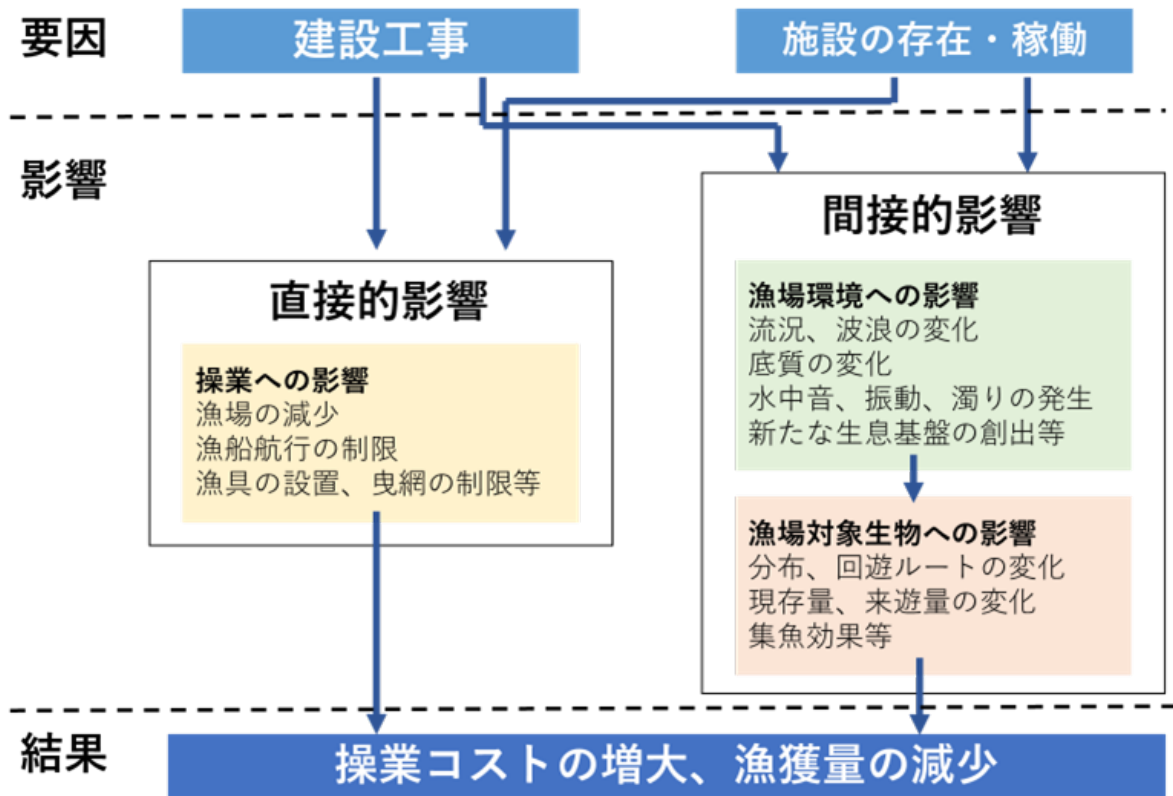 要因
建設工事
施設の存在・稼働
影響
間接的影響
漁場環境への影響
流況、波浪の変化
底質の変化
水中音、振動、濁りの発生
新たな生息基盤の創出等
直接的影響
操業への影響
漁場の減少
漁船航行の制限
漁具の設置、曳網の制限等
漁場対象生物への影響
分布、回遊ルートの変化
現存量、来遊量の変化
集魚効果等
結果
操業コストの増大、漁獲量の減少